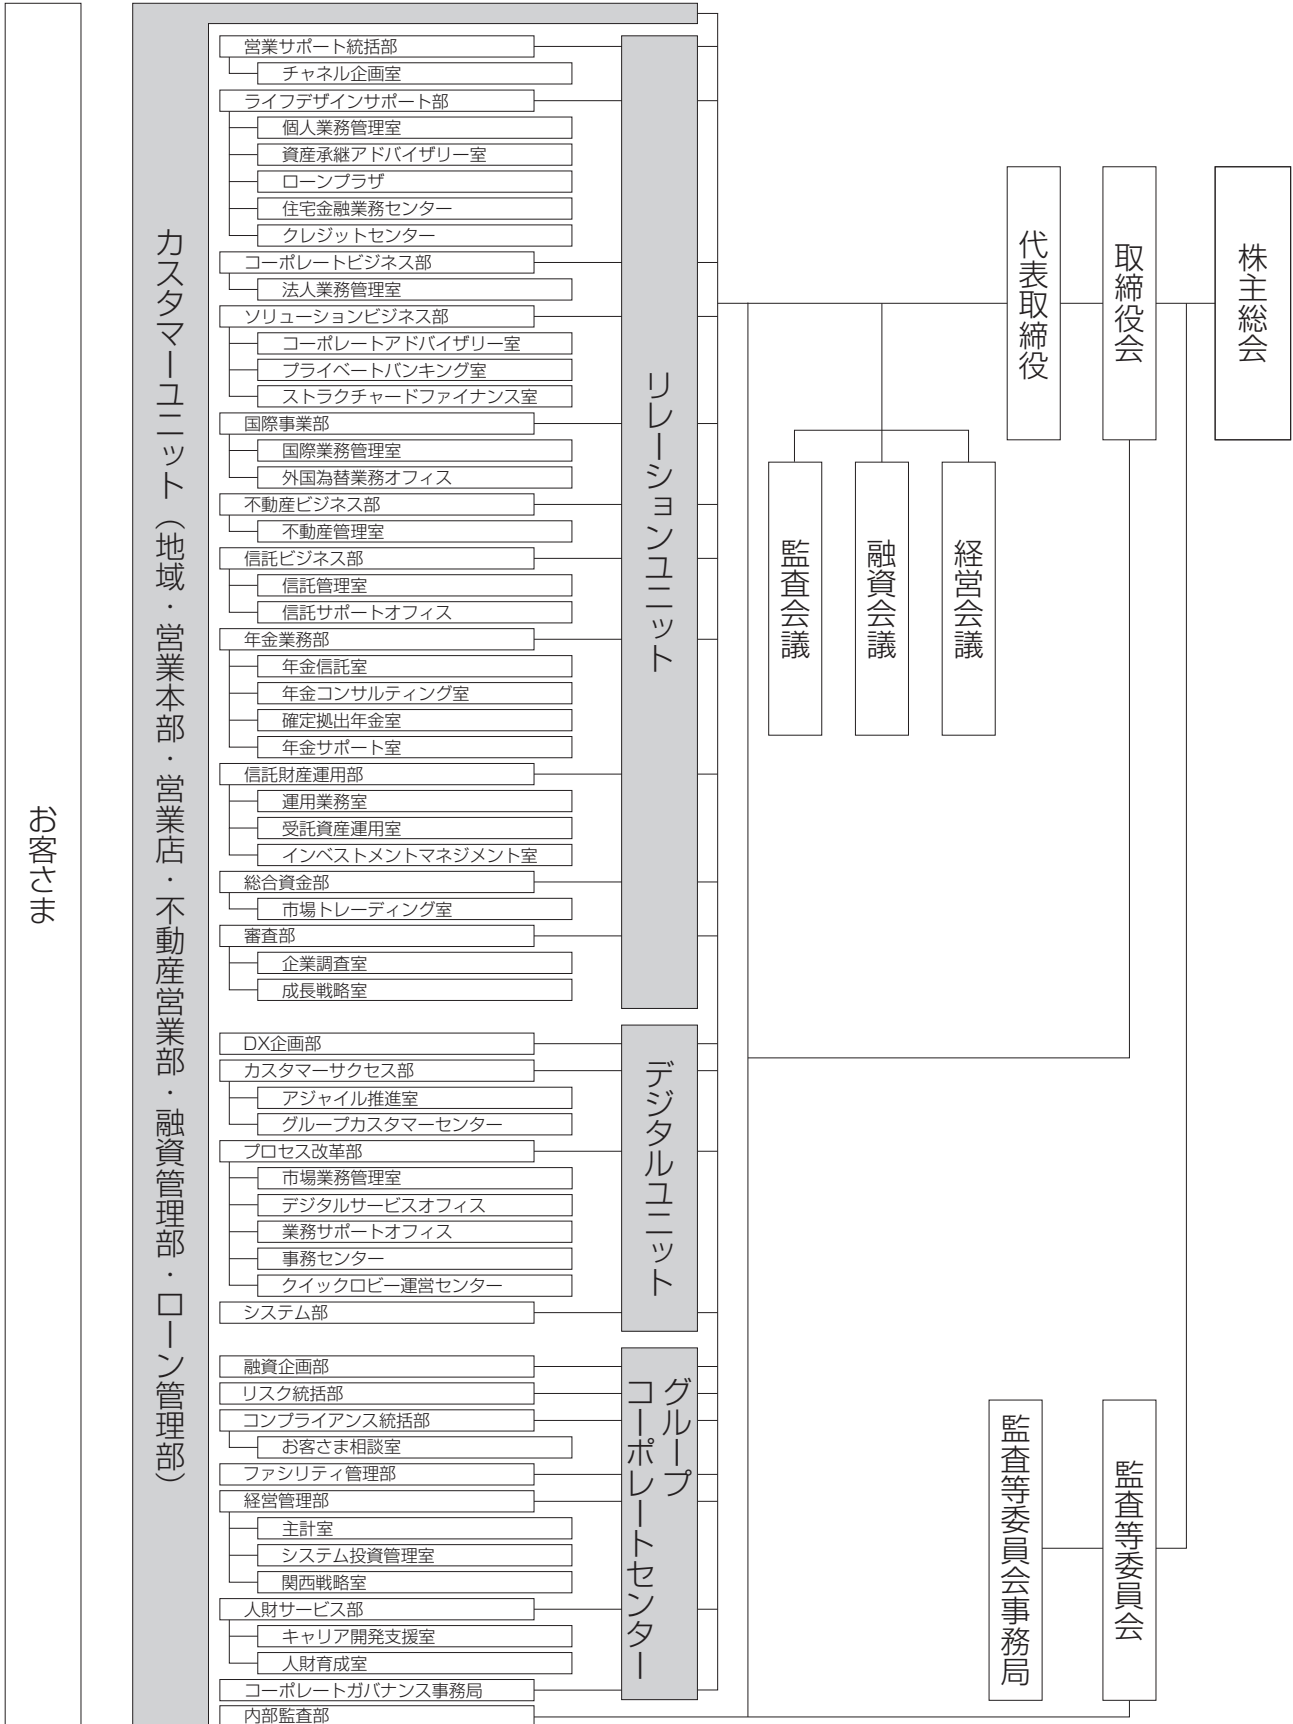 株主総会
取締役会
代表取締役
経営会議
融資会議
監査会議
監査等委員会
監査等委員会事務局
リレーションユニット
営業サポート統括部
チャネル企画室
ライフデザインサポート部
個人業務管理室
資産承継アドバイザリー室
ローンプラザ
住宅金融業務センター
クレジットセンター
コーポレートビジネス部
法人業務管理室
ソリューションビジネス部
コーポレートアドバイザリー室
プライベートバンキング室
ストラクチャードファイナンス室
国際事業部
国際業務管理室
外国為替業務オフィス
不動産ビジネス部
不動産管理室
信託ビジネス部
信託管理室
信託サポートオフィス
年金業務部
年金信託室
年金コンサルティング室
確定拠出年金室
年金サポート室
信託財産運用部
運用業務室
受託資産運用室
インベストメントマネジメント室
総合資金部
市場トレーディング室
審査部
企業調査室
成長戦略室
デジタルユニット
DX企画部
カスタマーサクセス部
アジャイル推進室
グループカスタマーセンター
プロセス改革部
市場業務管理室
デジタルサービスオフィス
業務サポートオフィス
事務センター
クイックロビー運営センター
システム部
グループ
コーポレートセンター
融資企画部
リスク統括部
コンプライアンス統括部
お客さま相談室
ファシリティ管理部
経営管理部
主計室
システム投資管理室
関西戦略室
人財サービス部
キャリア開発支援室
人財育成室
コーポレートガバナンス事務局
内部監査部
カスタマーユニット（地域・営業本部・営業店・不動産営業部・融資管理部・ローン管理部）
お客さま